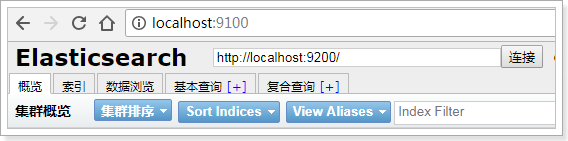 localhost:9100
Elasticsearch http://localhost:9200/ 连接
概览 索引 数据浏览 基本查询 [+] 复合查询 [+]
集群概览 集群排序 Sort Indices View Aliases Index Filter